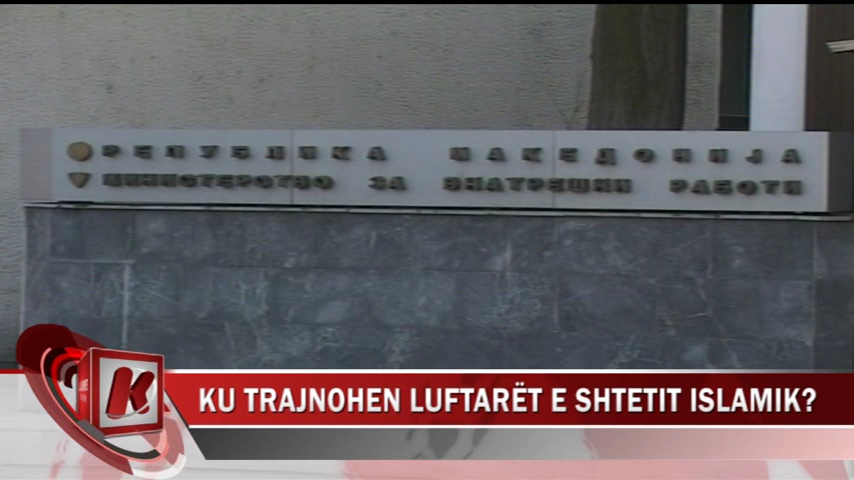 РЕПУБЛИКА МАКЕДОНИЈА
МИНИСТЕРСТВО ЗА ВНАТРЕШНИ РАБОТИ
K
KU TRAJNOHEN LUFTARËT E SHTETIT ISLAMIK?